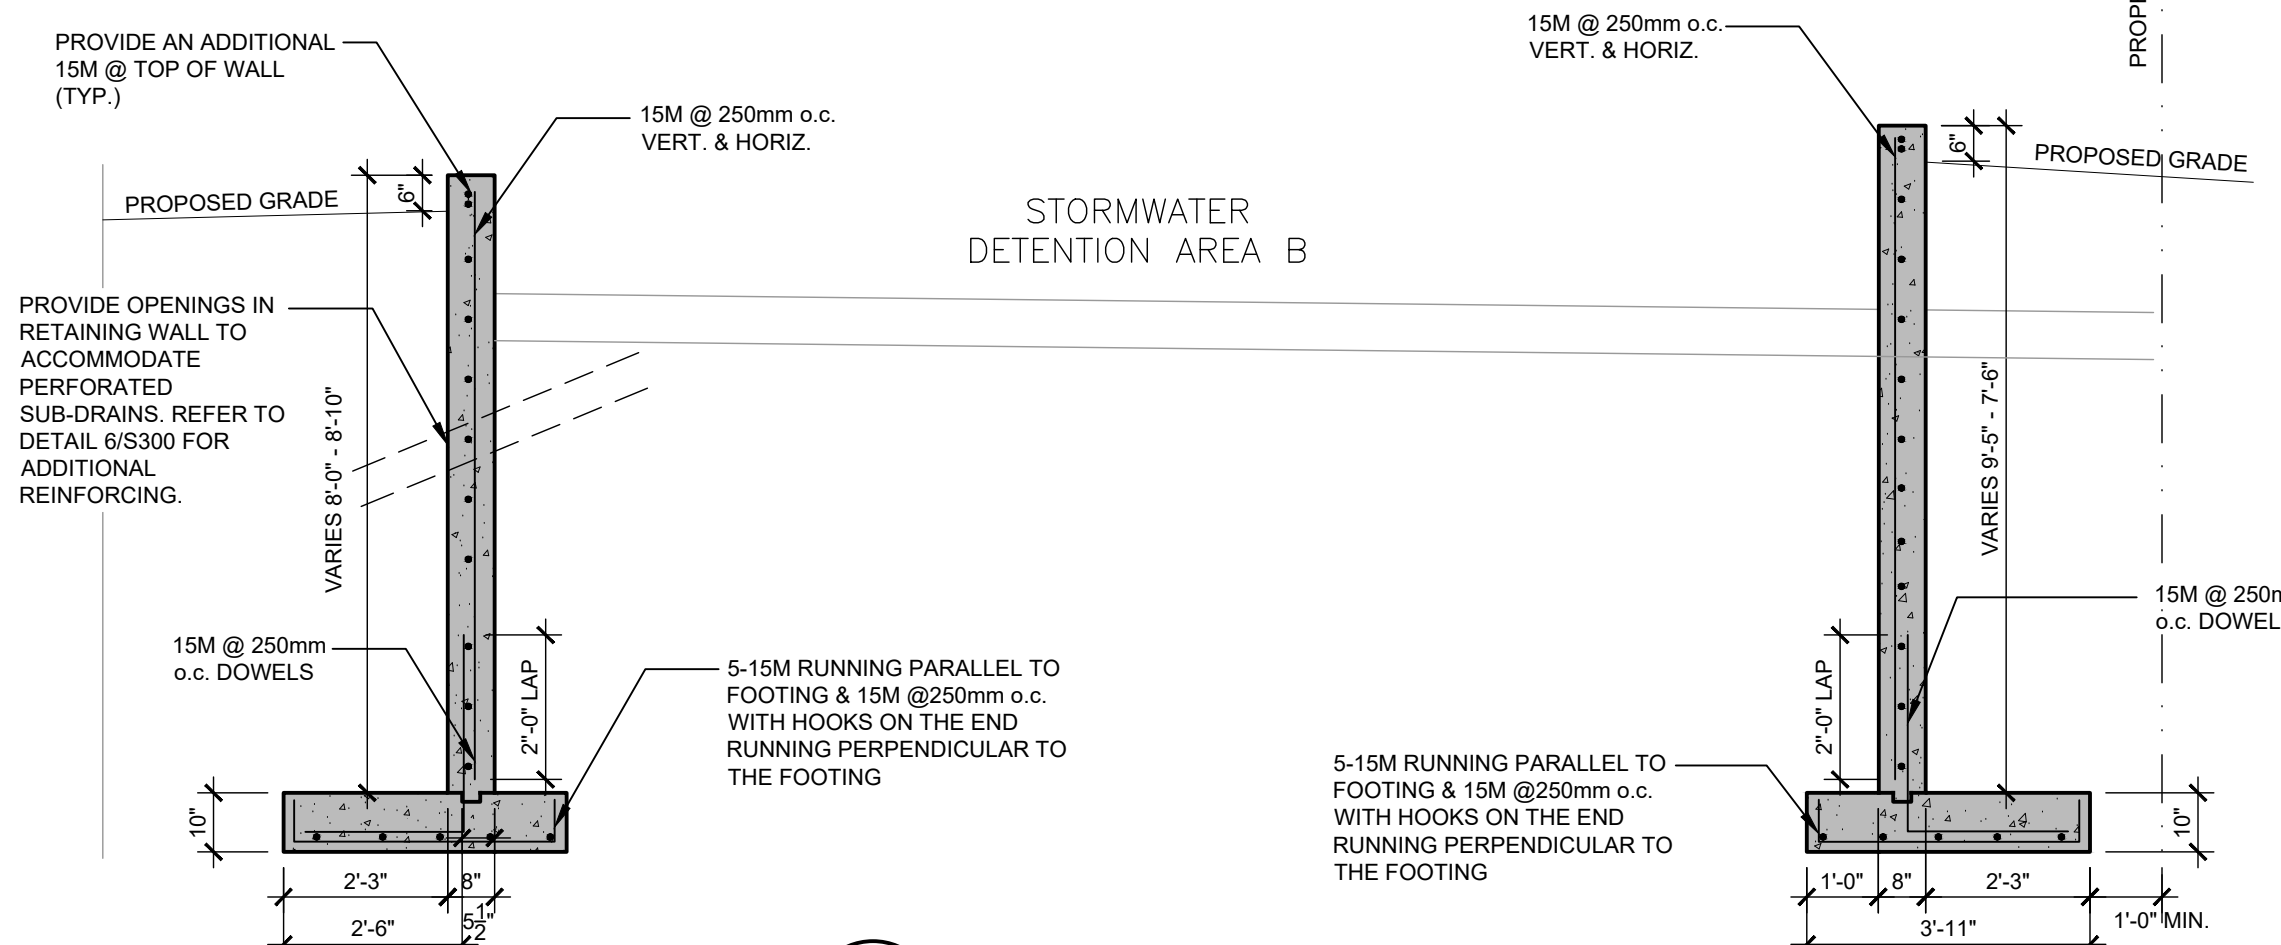 PROVIDE AN ADDITIONAL
15M @ TOP OF WALL
(TYP.)
15M @ 250mm o.c.
VERT. & HORIZ.
6"
PROPOSED GRADE
STORMWATER
DETENTION AREA B
PROVIDE OPENINGS IN
RETAINING WALL TO
ACCOMMODATE
PERFORATED
SUB-DRAINS. REFER TO
DETAIL 6/S300 FOR
ADDITIONAL
REINFORCING.
VARIES 8'-0" - 8'-10"
15M @ 250mm
o.c. DOWELS
2"-0" LAP
5-15M RUNNING PARALLEL TO
FOOTING & 15M @250mm o.c.
WITH HOOKS ON THE END
RUNNING PERPENDICULAR TO
THE FOOTING
10"
2'-3"
8"
2'-6"
5 1/2"
15M @ 250mm o.c.
VERT. & HORIZ.
6"
PROPOSED GRADE
VARIES 9'-5" - 7'-6"
o.c. DOWEL
2"-0" LAP
5-15M RUNNING PARALLEL TO
FOOTING & 15M @250mm o.c.
WITH HOOKS ON THE END
RUNNING PERPENDICULAR TO
THE FOOTING
10"
1'-0"
8"
2'-3"
3'-11"
1'-0" MIN.
15M @ 250